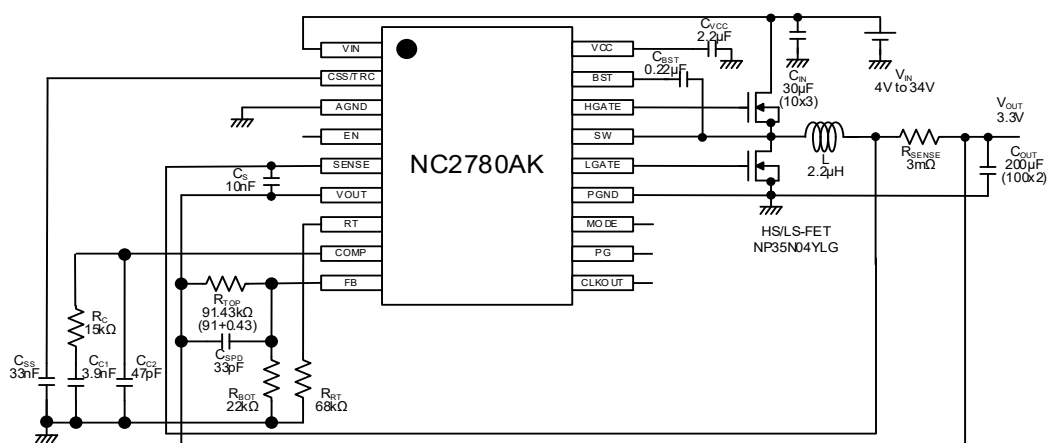 VIN
CSS/TRC
AGND
EN
SENSE
VOUT
RT
COMP
FB
NC2780AK
VCC
BST
HGATE
SW
LGATE
PGND
MODE
PG
CLKOUT
CVCC
2.2µF
CBST
0.22µF
CIN
30µF
(10x3)
VIN
4V to 34V
VOUT
3.3V
L
2.2µH
RSENSE
3mΩ
COUT
200µF
(100x2)
HS/LS-FET
NP35N04YLG
CS
10nF
RTOP
91.43kΩ
(91+0.43)
CSPD
33pF
RC
15kΩ
CSS
33nF
CC1
3.9nF
CC2
47pF
RBOT
22kΩ
RRT
68kΩ